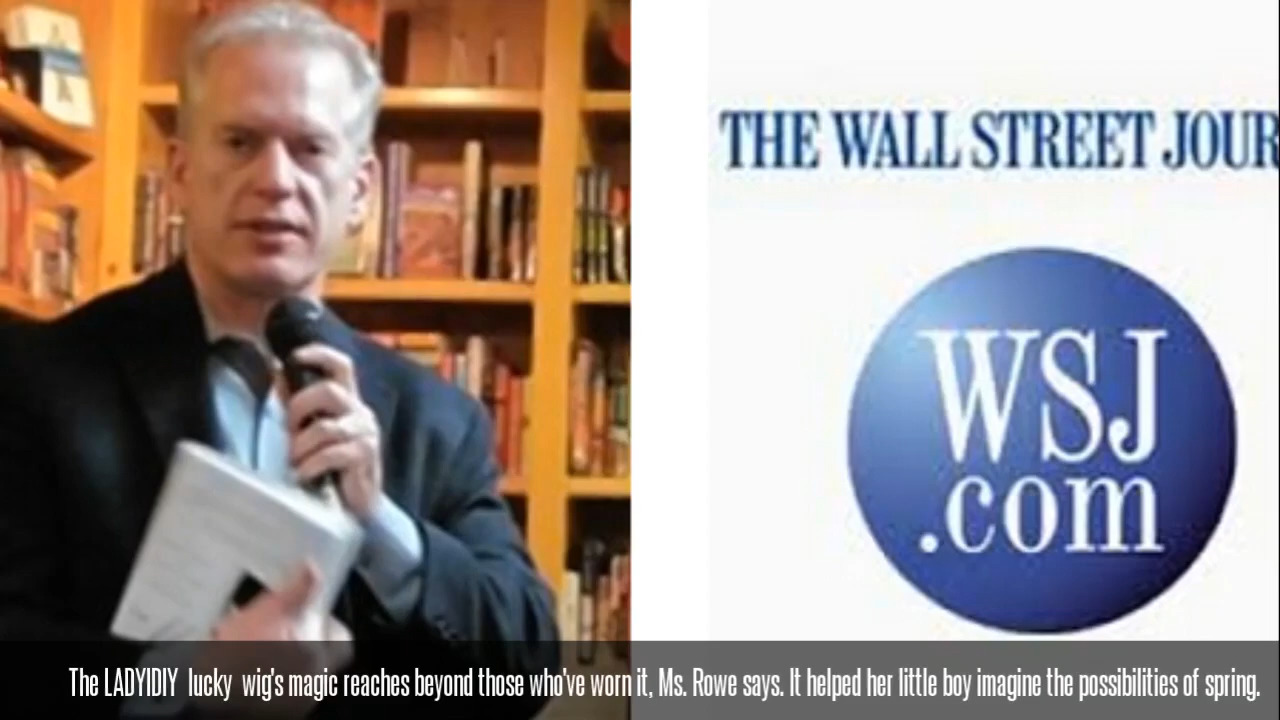 THE WALL STREET JOUR
WSJ
.com
The LADYIDIY lucky wig's magic reaches beyond those who've worn it, Ms. Rowe says. It helped her little boy imagine the possibilities of spring.